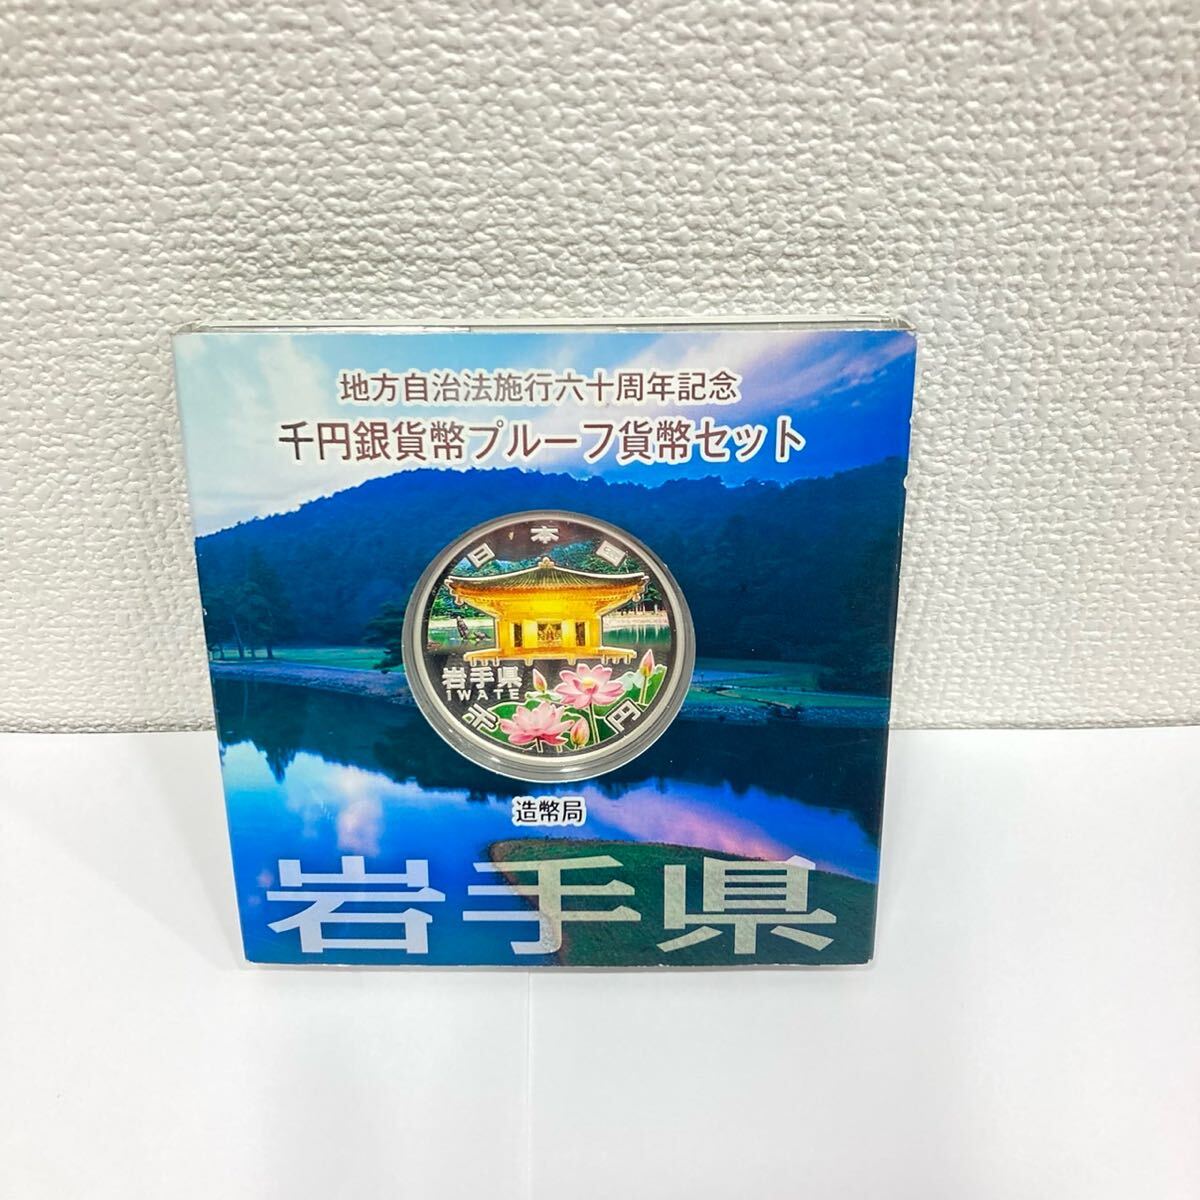 地方自治法施行六十周年記念
千円銀貨幣プルーフ貨幣セット
日本国
岩手県
IWATE
千円
造幣局
岩手県